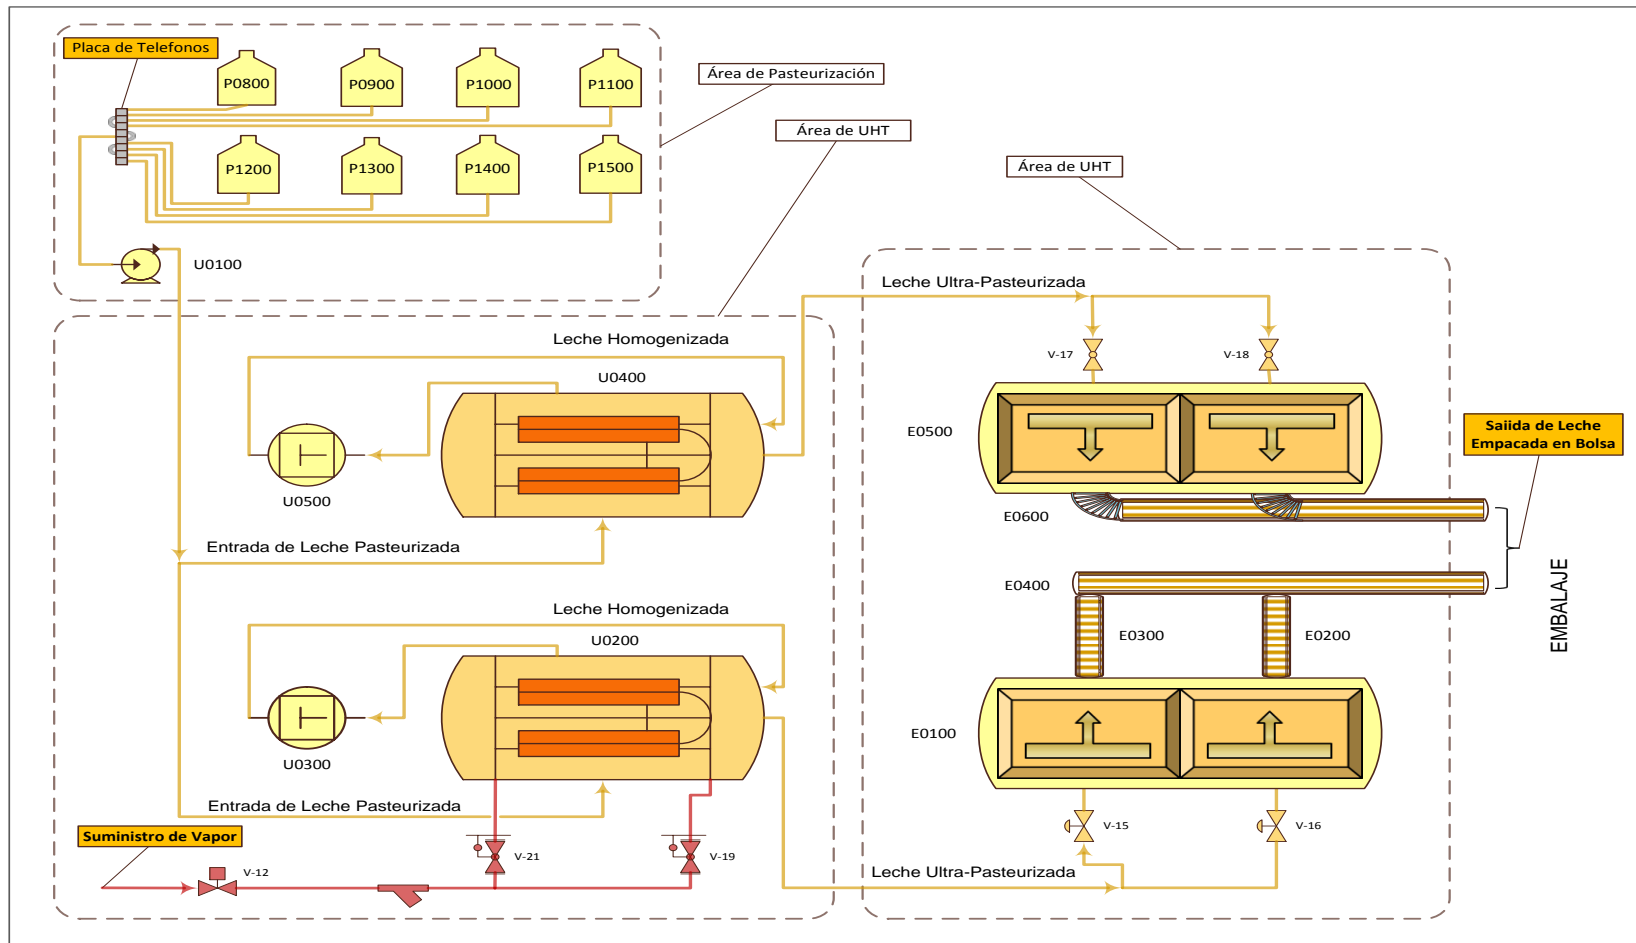 Placa de Telefonos
P0800
P0900
P1000
P1100
Área de Pasteurización
Área de UHT
P1200
P1300
P1400
P1500
Área de UHT
U0100
Leche Ultra-Pasteurizada
Leche Homogenizada
V-17
V-18
U0400
E0500
Saiida de Leche
Empacada en Bolsa
U0500
E0600
Entrada de Leche Pasteurizada
E0400
EMBALAJE
Leche Homogenizada
E0300
E0200
U0200
E0100
U0300
Entrada de Leche Pasteurizada
V-15
V-16
Suministro de Vapor
V-21
V-19
V-12
Leche Ultra-Pasteurizada